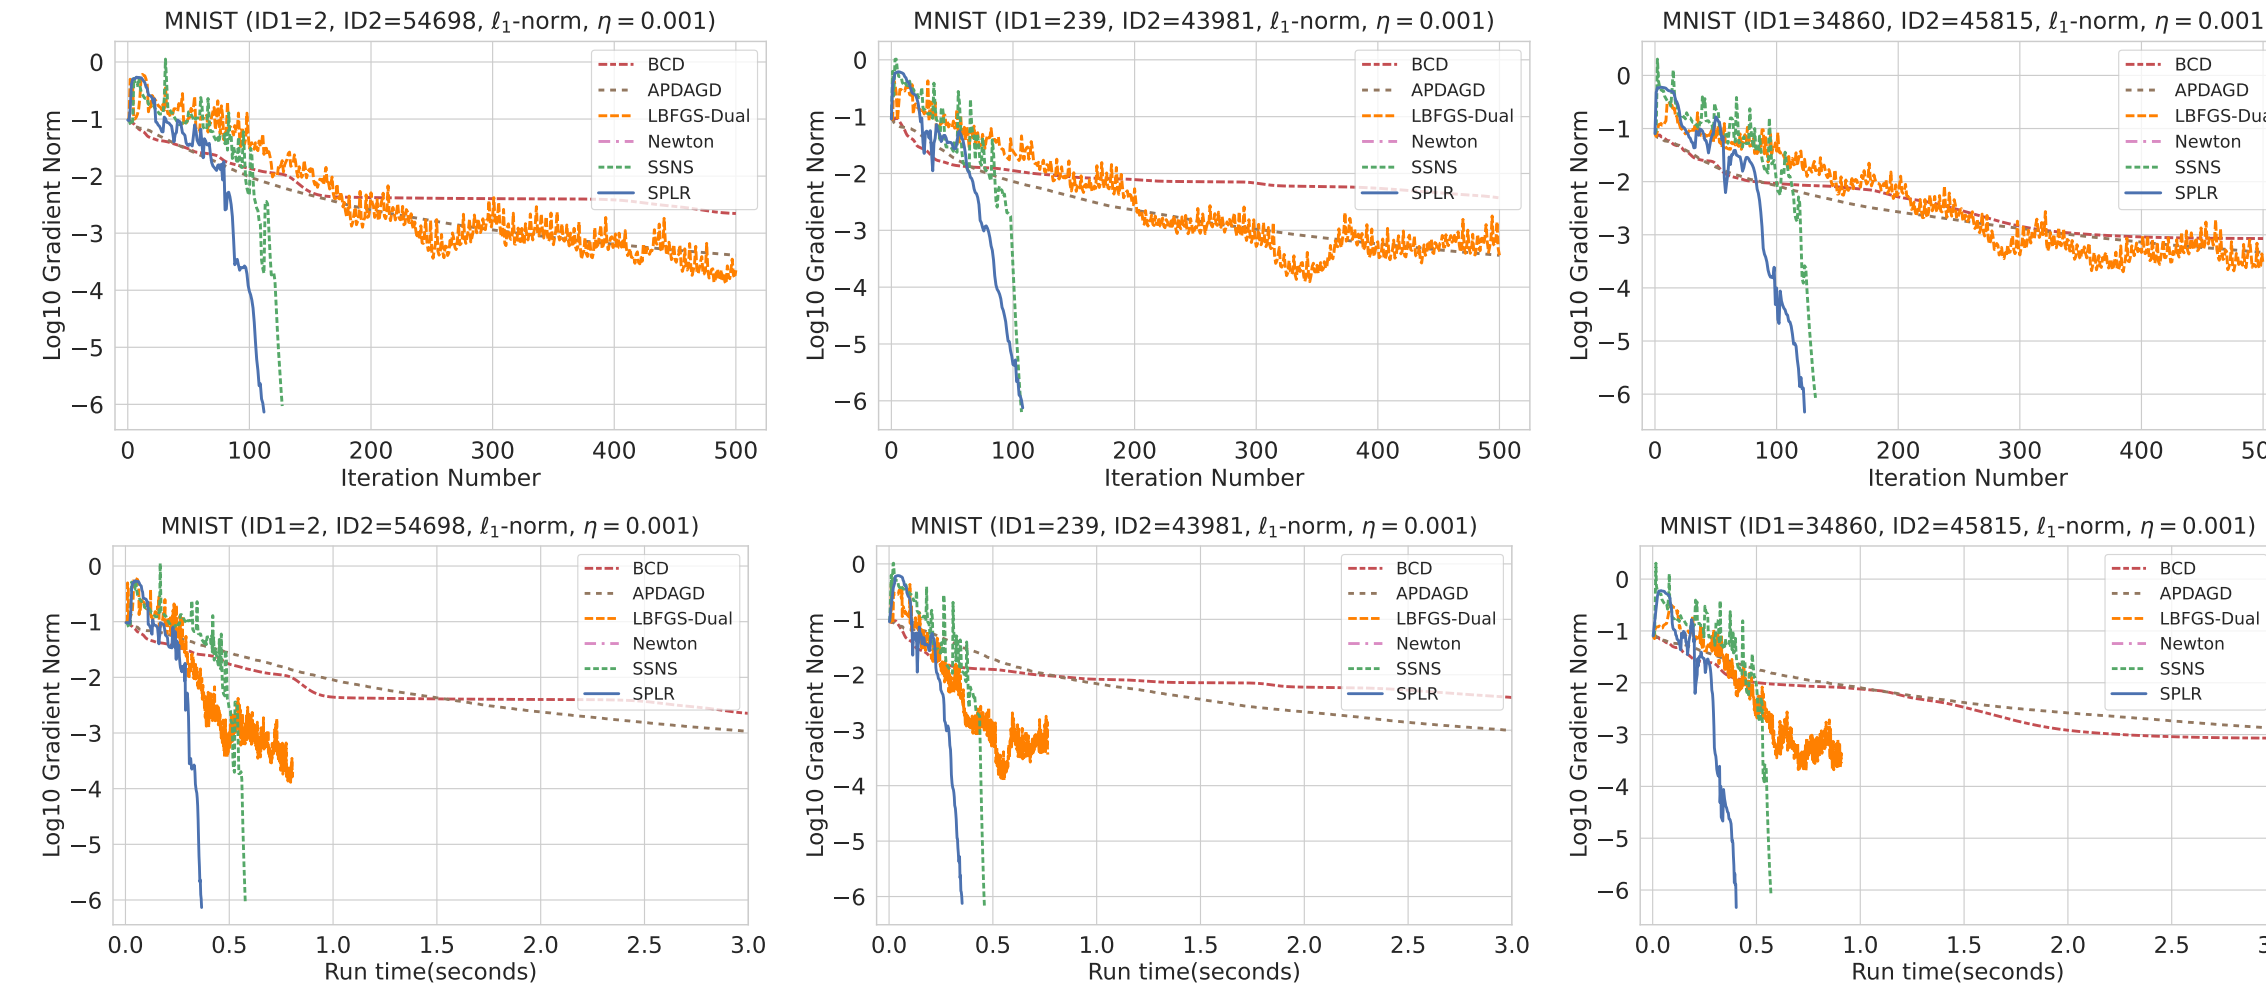 MNIST (ID1=2, ID2=54698, ℓ₁-norm, η = 0.001)
0
−1
−2
−3
−4
−5
−6
Log10 Gradient Norm
BCD
APDAGD
LBFGS-Dual
Newton
SSNS
SPLR
0 100 200 300 400 500
Iteration Number
MNIST (ID1=239, ID2=43981, ℓ₁-norm, η = 0.001)
0
−1
−2
−3
−4
−5
−6
Log10 Gradient Norm
BCD
APDAGD
LBFGS-Dual
Newton
SSNS
SPLR
0 100 200 300 400 500
Iteration Number
MNIST (ID1=34860, ID2=45815, ℓ₁-norm, η = 0.001
0
−1
−2
−3
−4
−5
−6
Log10 Gradient Norm
BCD
APDAGD
LBFGS-Dua
Newton
SSNS
SPLR
0 100 200 300 400 50
Iteration Number
MNIST (ID1=2, ID2=54698, ℓ₁-norm, η = 0.001)
0
−1
−2
−3
−4
−5
−6
Log10 Gradient Norm
BCD
APDAGD
LBFGS-Dual
Newton
SSNS
SPLR
0.0 0.5 1.0 1.5 2.0 2.5 3.0
Run time(seconds)
MNIST (ID1=239, ID2=43981, ℓ₁-norm, η = 0.001)
0
−1
−2
−3
−4
−5
−6
Log10 Gradient Norm
BCD
APDAGD
LBFGS-Dual
Newton
SSNS
SPLR
0.0 0.5 1.0 1.5 2.0 2.5 3.0
Run time(seconds)
MNIST (ID1=34860, ID2=45815, ℓ₁-norm, η = 0.001)
0
−1
−2
−3
−4
−5
−6
Log10 Gradient Norm
BCD
APDAGD
LBFGS-Dual
Newton
SSNS
SPLR
0.0 0.5 1.0 1.5 2.0 2.5
Run time(seconds)